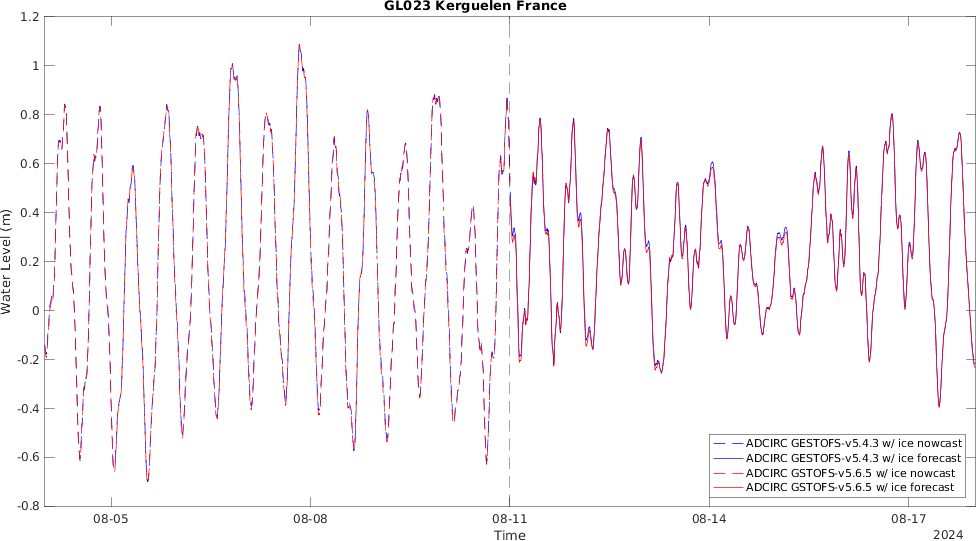 GL023 Kerguelen France
1.2
1
0.8
0.6
0.4
0.2
0
-0.2
-0.4
-0.6
-0.8
Water Level (m)
ADCIRC GESTOFS-v5.4.3 w/ ice nowcast
ADCIRC GESTOFS-v5.4.3 w/ ice forecast
ADCIRC GSTOFS-v5.6.5 w/ ice nowcast
ADCIRC GSTOFS-v5.6.5 w/ ice forecast
08-05 08-08 08-11 08-14 08-17
Time
2024